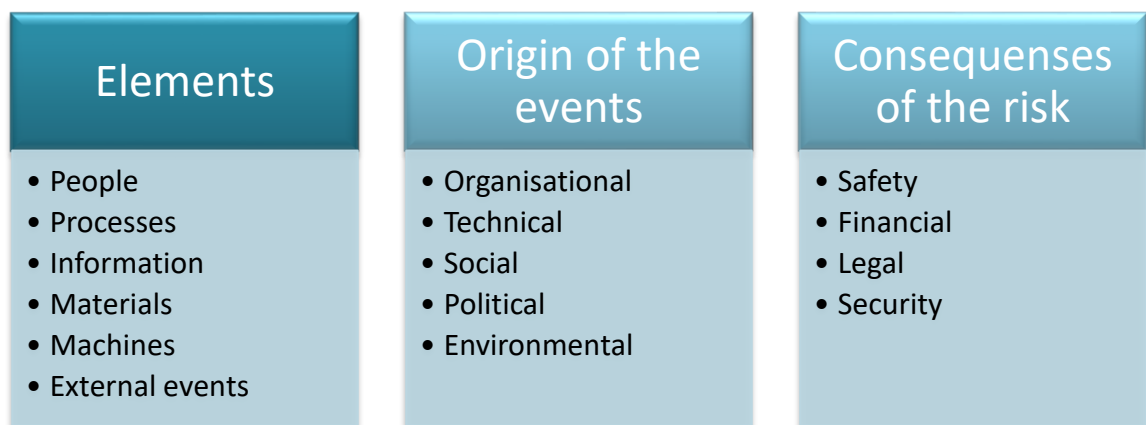 Elements
• People
• Processes
• Information
• Materials
• Machines
• External events
Origin of the
events
• Organisational
• Technical
• Social
• Political
• Environmental
Consequenses
of the risk
• Safety
• Financial
• Legal
• Security